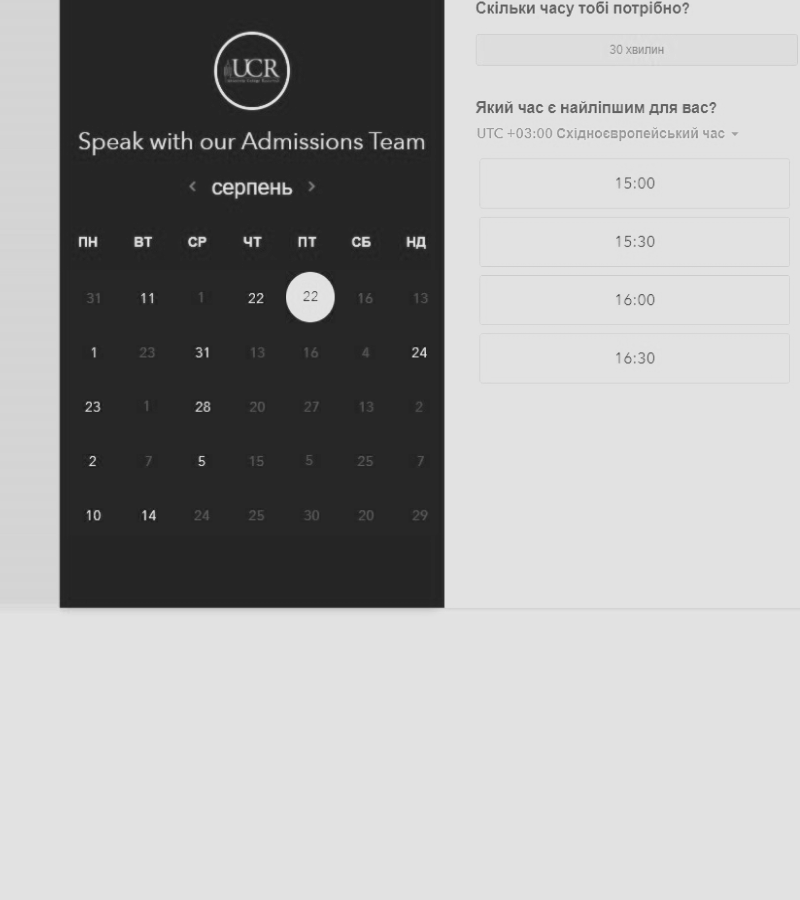 UCR
Speak with our Admissions Team
серпень
ПН ВТ СР ЧТ ПТ СБ НД
31 11 1 22 22 16 13
1 23 31 13 16 4 24
23 1 28 20 27 13 2
2 7 5 15 5 25 7
10 14 24 25 30 20 29
Скільки часу тобі потрібно?
30 хвилин
Який час є найліпшим для вас?
UTC +03:00 Східноєвропейський час
15:00
15:30
16:00
16:30